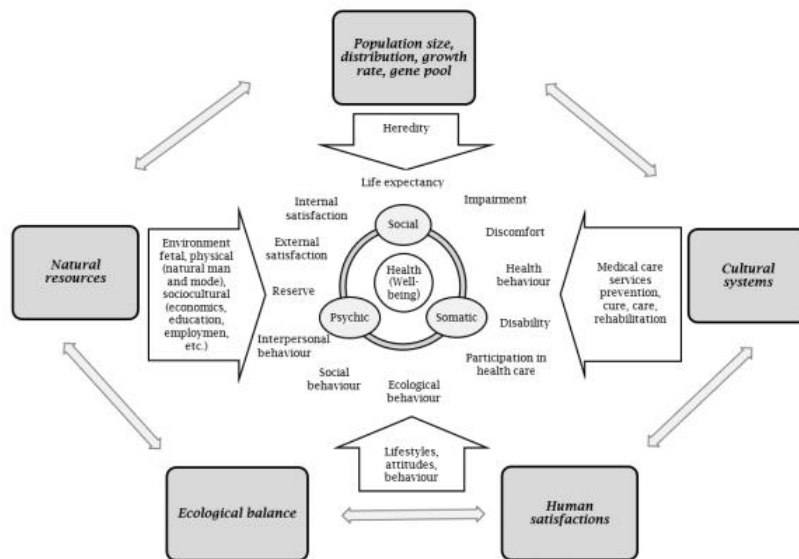 Population size,
distribution, growth
rate, gene pool
Heredity
Life expectancy
Internal
satisfaction
Impairment
Social
External
satisfaction
Discomfort
Natural
resources
Environment
fetal, physical
(natural man
and mode),
sociocultural
(economics,
education,
employmen,
etc.)
Reserve
Health
(Well-
being)
Health
behaviour
Medical care
services
prevention,
cure, care,
rehabilitation
Cultural
systems
Psychic
Somatic
Disability
Interpersonal
behaviour
Participation in
health care
Social
behaviour
Ecological
behaviour
Lifestyles,
attitudes,
behaviour
Ecological balance
Human
satisfactions